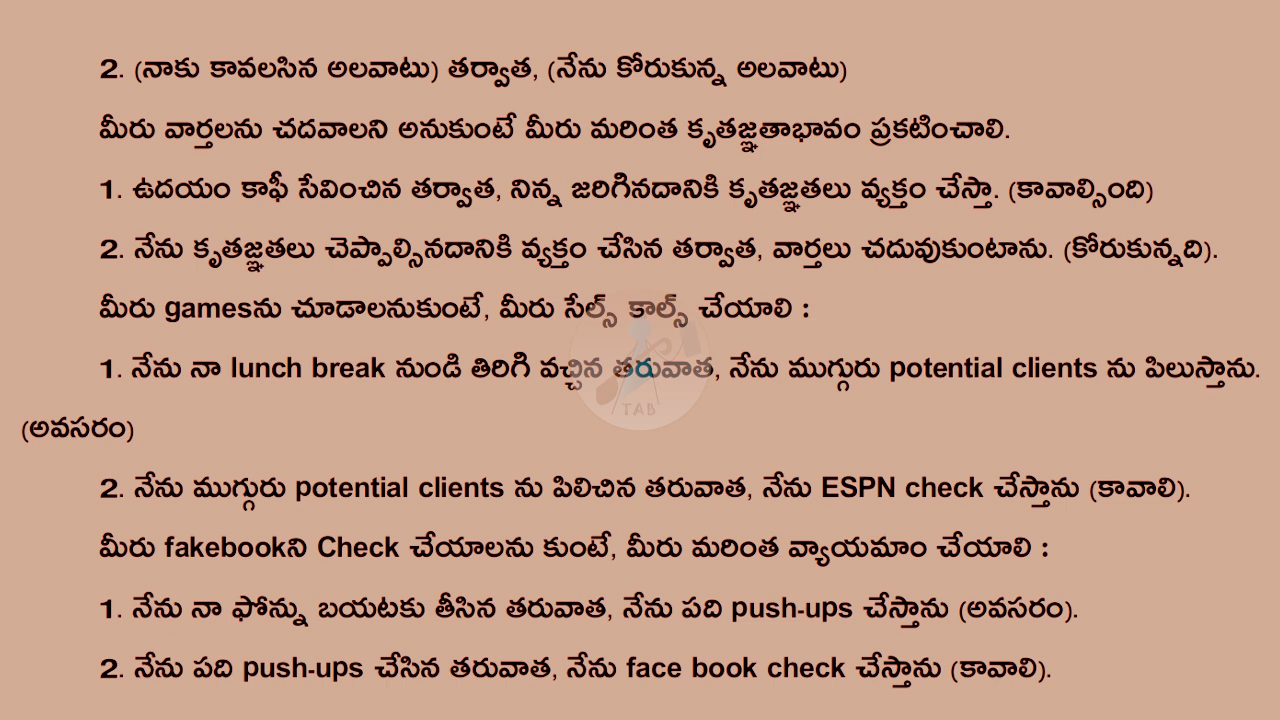 2. (నాకు కావలసిన అలవాటు) తర్వాత, (నేను కోరుకున్న అలవాటు)
మీరు వార్తలను చదవాలని అనుకుంటే మీరు మరింత కృతజ్ఞతాభావం ప్రకటించాలి.
1. ఉదయం కాఫీ సేవించిన తర్వాత, నిన్న జరిగినదానికి కృతజ్ఞతలు వ్యక్తం చేస్తా. (కావాల్సింది)
2. నేను కృతజ్ఞతలు చెప్పాల్సినదానికి వ్యక్తం చేసిన తర్వాత, వార్తలు చదువుకుంటాను. (కోరుకున్నది).
మీరు gamesను చూడాలనుకుంటే, మీరు సేల్స్ కాల్స్ చేయాలి :
1. నేను నా lunch break నుండి తిరిగి వచ్చిన తరువాత, నేను ముగ్గురు potential clients ను పిలుస్తాను.
(అవసరం)
2. నేను ముగ్గురు potential clients ను పిలిచిన తరువాత, నేను ESPN check చేస్తాను (కావాలి).
మీరు fakebookని Check చేయాలను కుంటే, మీరు మరింత వ్యాయమాం చేయాలి :
1. నేను నా ఫోన్ను బయటకు తీసిన తరువాత, నేను పది push-ups చేస్తాను (అవసరం).
2. నేను పది push-ups చేసిన తరువాత, నేను face book check చేస్తాను (కావాలి).
TAB